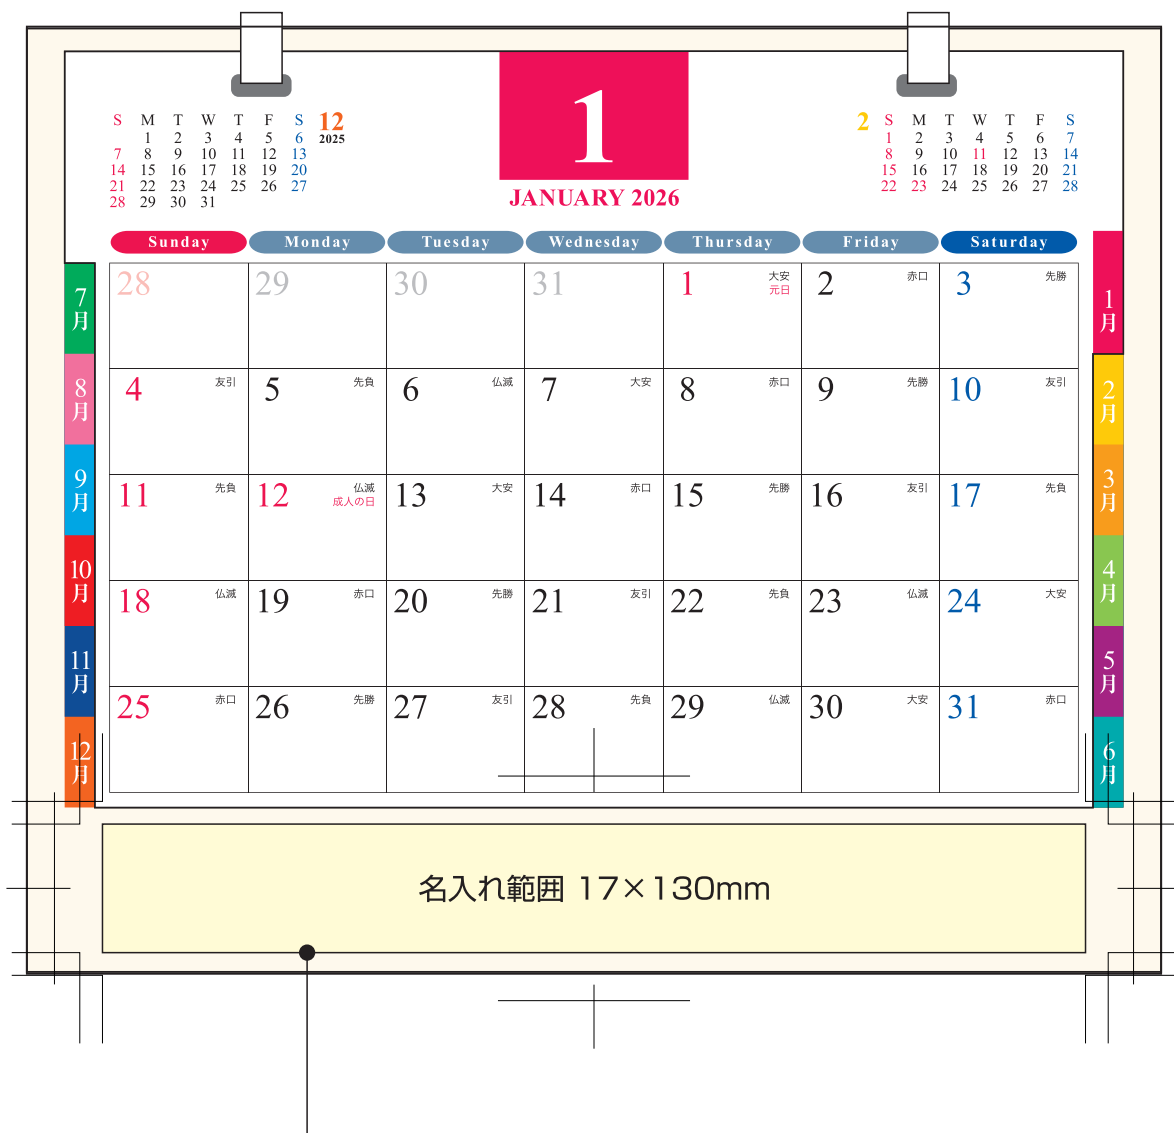 S M T W T F S 12
1 2 3 4 5 6 2025
7 8 9 10 11 12 13
14 15 16 17 18 19 20
21 22 23 24 25 26 27
28 29 30 31
1
JANUARY 2026
2 S M T W T F S
1 2 3 4 5 6 7
8 9 10 11 12 13 14
15 16 17 18 19 20 21
22 23 24 25 26 27 28
Sunday Monday Tuesday Wednesday Thursday Friday Saturday
28 29 30 31 1 大安 2 赤口 3 先勝
元日
4 友引 5 先負 6 仏滅 7 大安 8 赤口 9 先勝 10 友引
11 先負 12 仏滅 13 大安 14 赤口 15 先勝 16 友引 17 先負
成人の日
18 仏滅 19 赤口 20 先勝 21 友引 22 先負 23 仏滅 24 大安
25 赤口 26 先勝 27 友引 28 先負 29 仏滅 30 大安 31 赤口
7月
8月
9月
10月
11月
12月
1月
2月
3月
4月
5月
6月
名入れ範囲 17×130mm